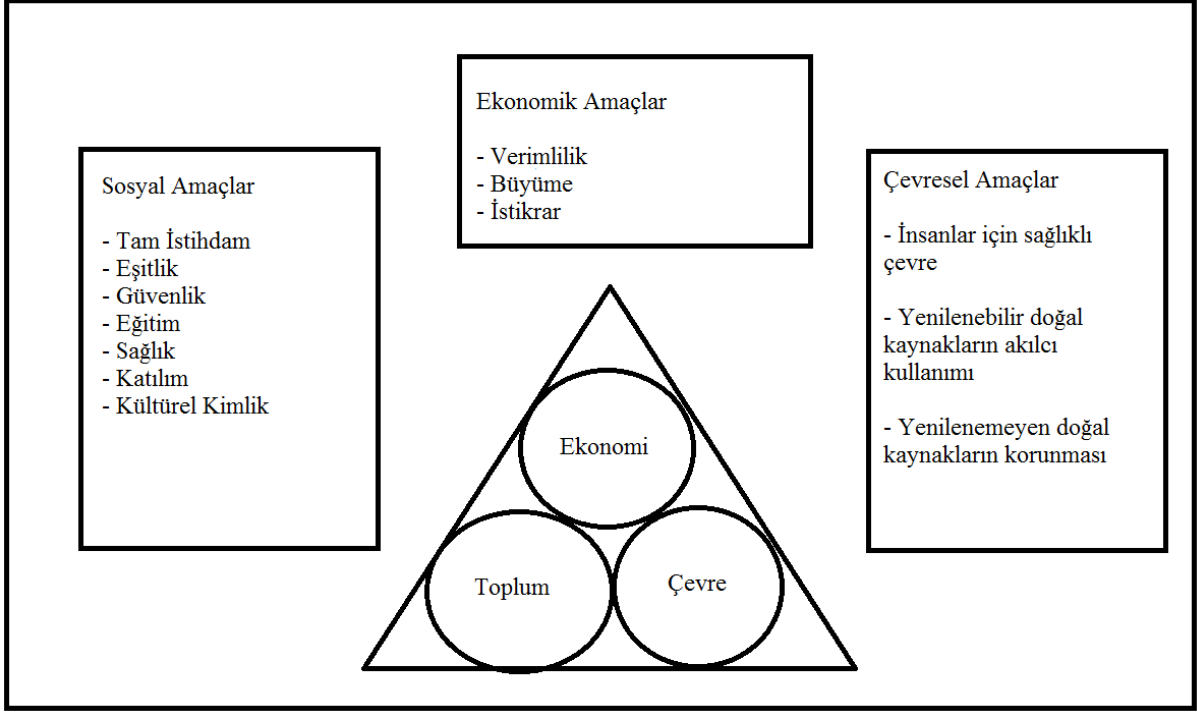 Ekonomik Amaçlar
- Verimlilik
- Büyüme
- İstikrar
Sosyal Amaçlar
- Tam İstihdam
- Eşitlik
- Güvenlik
- Eğitim
- Sağlık
- Katılım
- Kültürel Kimlik
Çevresel Amaçlar
- İnsanlar için sağlıklı
çevre
- Yenilenebilir doğal
kaynakların akılcı
kullanımı
- Yenilenemeyen doğal
kaynakların korunması
Ekonomi
Toplum
Çevre